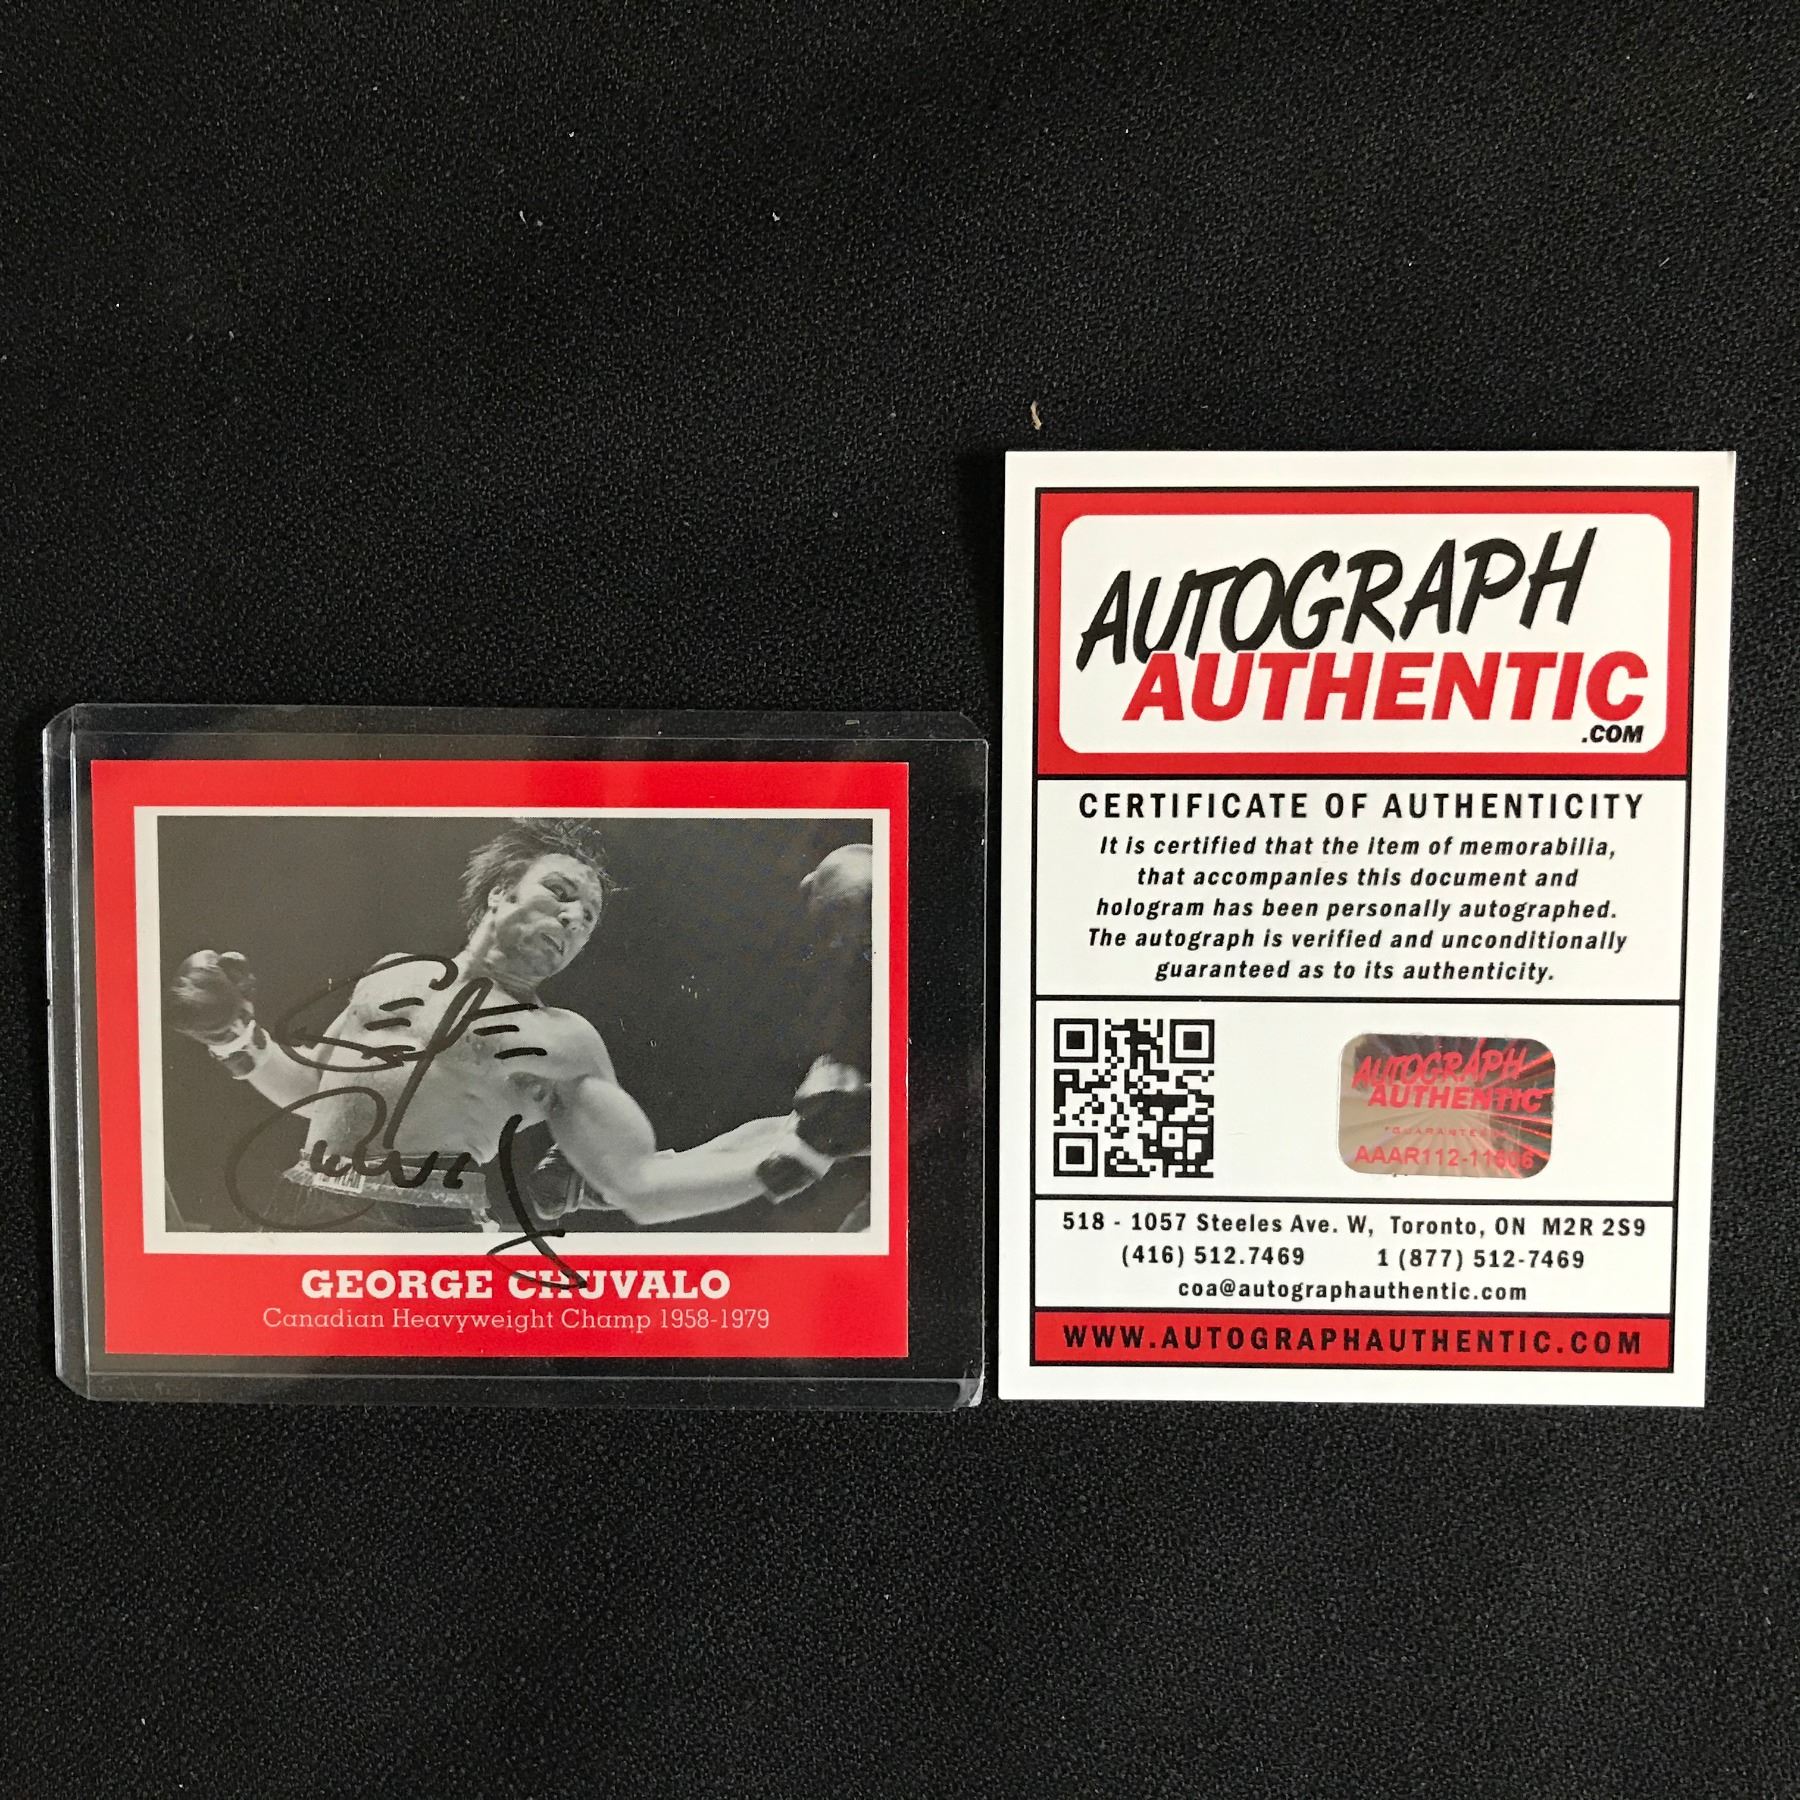 GEORGE CHUVALO
Canadian Heavyweight Champ 1958-1979
AUTOGRAPH
AUTHENTIC
.COM
CERTIFICATE OF AUTHENTICITY
It is certified that the item of memorabilia,
that accompanies this document and
hologram has been personally autographed.
The autograph is verified and unconditionally
guaranteed as to its authenticity.
AUTOGRAPH
AUTHENTIC
AAAR112-11606
518 - 1057 Steeles Ave. W, Toronto, ON M2R 2S9
(416) 512.7469 1 (877) 512-7469
coa@autographauthentic.com
WWW.AUTOGRAPHAUTHENTIC.COM